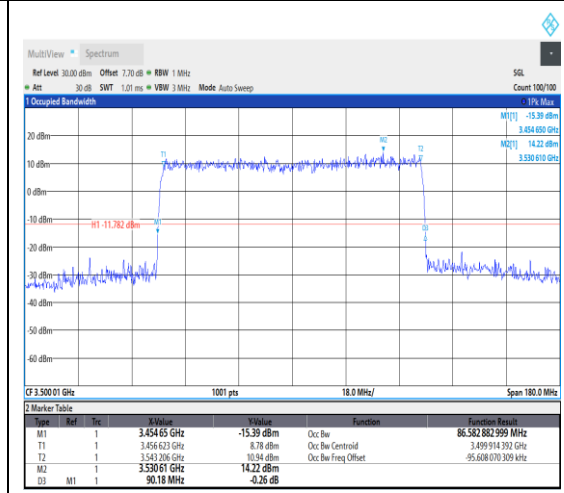 MultiView Spectrum
Ref Level 30.00 dBm Offset 7.70 dB RBW 1 MHz SGL
Att 30 dB SWT 1.01 ms VBW 3 MHz Mode Auto Sweep Count 100/100
1 Occupied Bandwidth 1Pk Max
M1[1] -15.39 dBm
3.454 650 GHz
M2[1] 14.22 dBm
3.530 610 GHz
20 dBm
M2
T1
T2
10 dBm
0 dBm
-10 dBm
H1 -11.782 dBm
M1
D3
-20 dBm
-30 dBm
-40 dBm
-50 dBm
-60 dBm
CF 3.500 01 GHz 1001 pts 18.0 MHz/ Span 180.0 MHz
2 Marker Table
Type Ref Trc X-Value Y-Value Function Function Result
M1 1 3.454 65 GHz -15.39 dBm Occ Bw 86.582 882 999 MHz
T1 1 3.456 623 GHz 8.78 dBm Occ Bw Centroid 3.499 914 392 GHz
T2 1 3.543 206 GHz 10.94 dBm Occ Bw Freq Offset -95.608 070 309 kHz
M2 1 3.530 61 GHz 14.22 dBm
D3 M1 1 90.18 MHz -0.26 dB